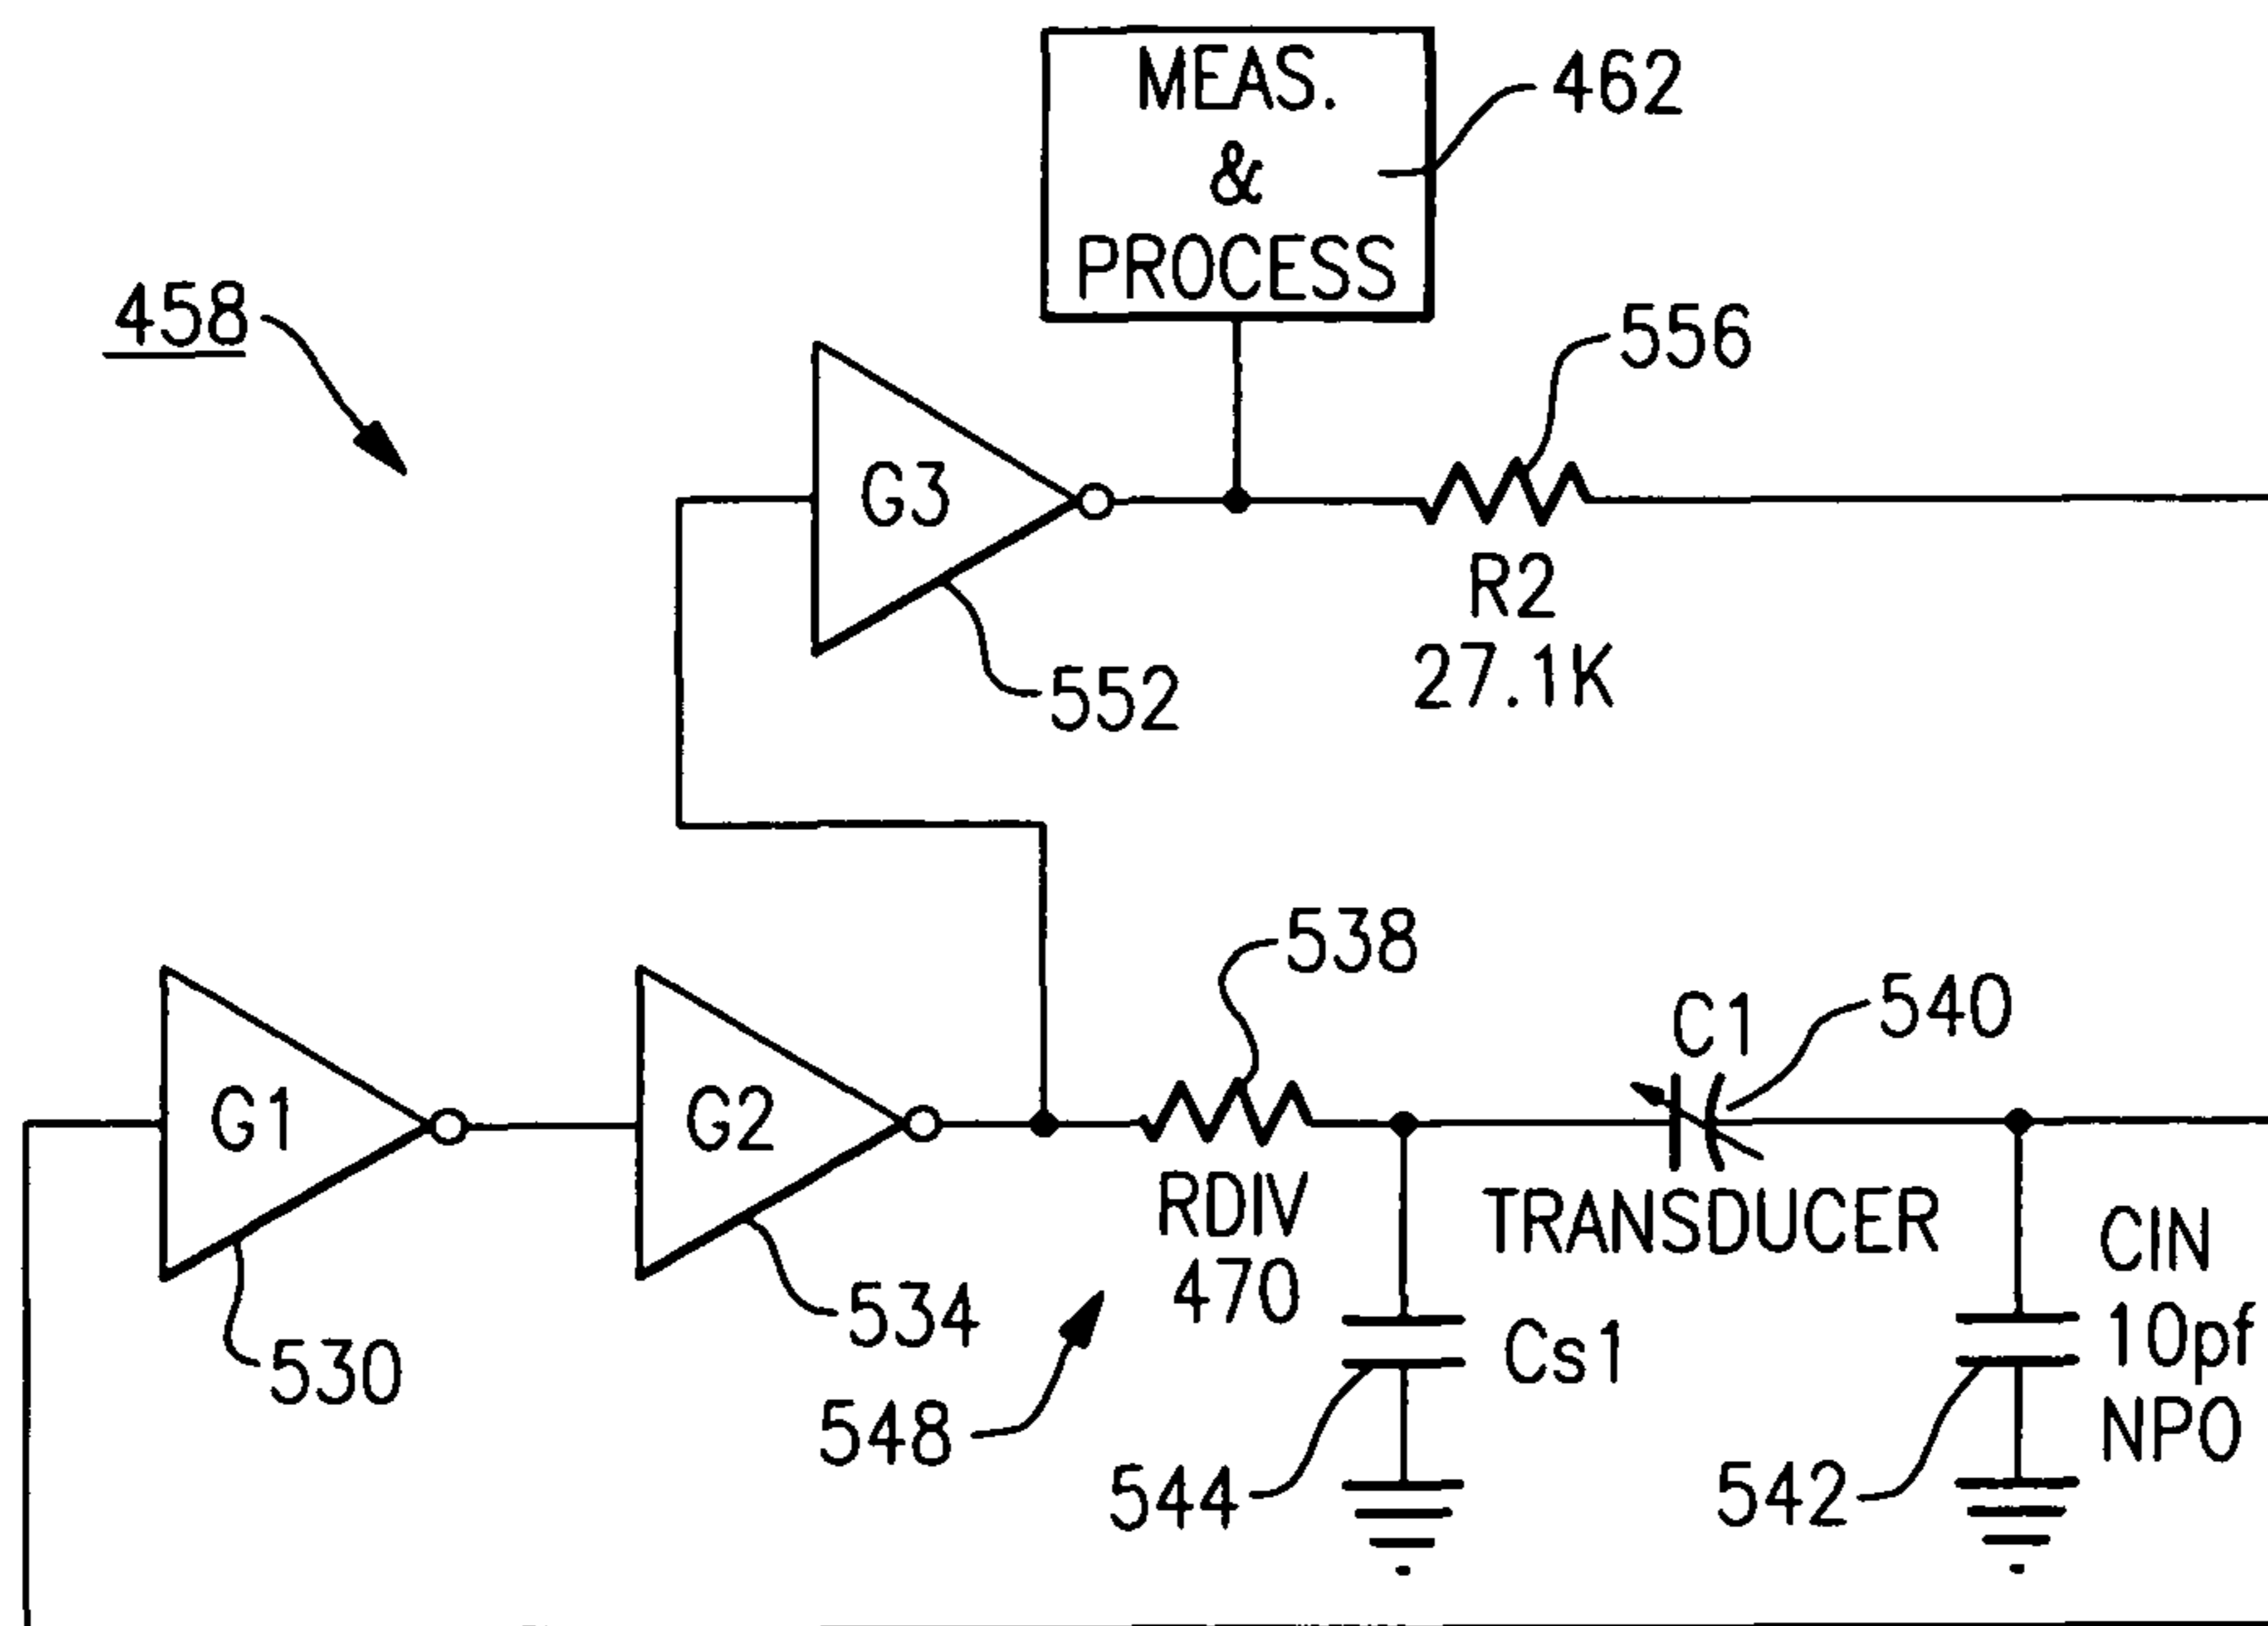 MEAS.
&
PROCESS
462
458
556
G3
R2
27.1K
552
538
540
C1
G1
G2
RDIV
470
TRANSDUCER
CIN
10pf
NPO
534
530
548
Cs1
544
542